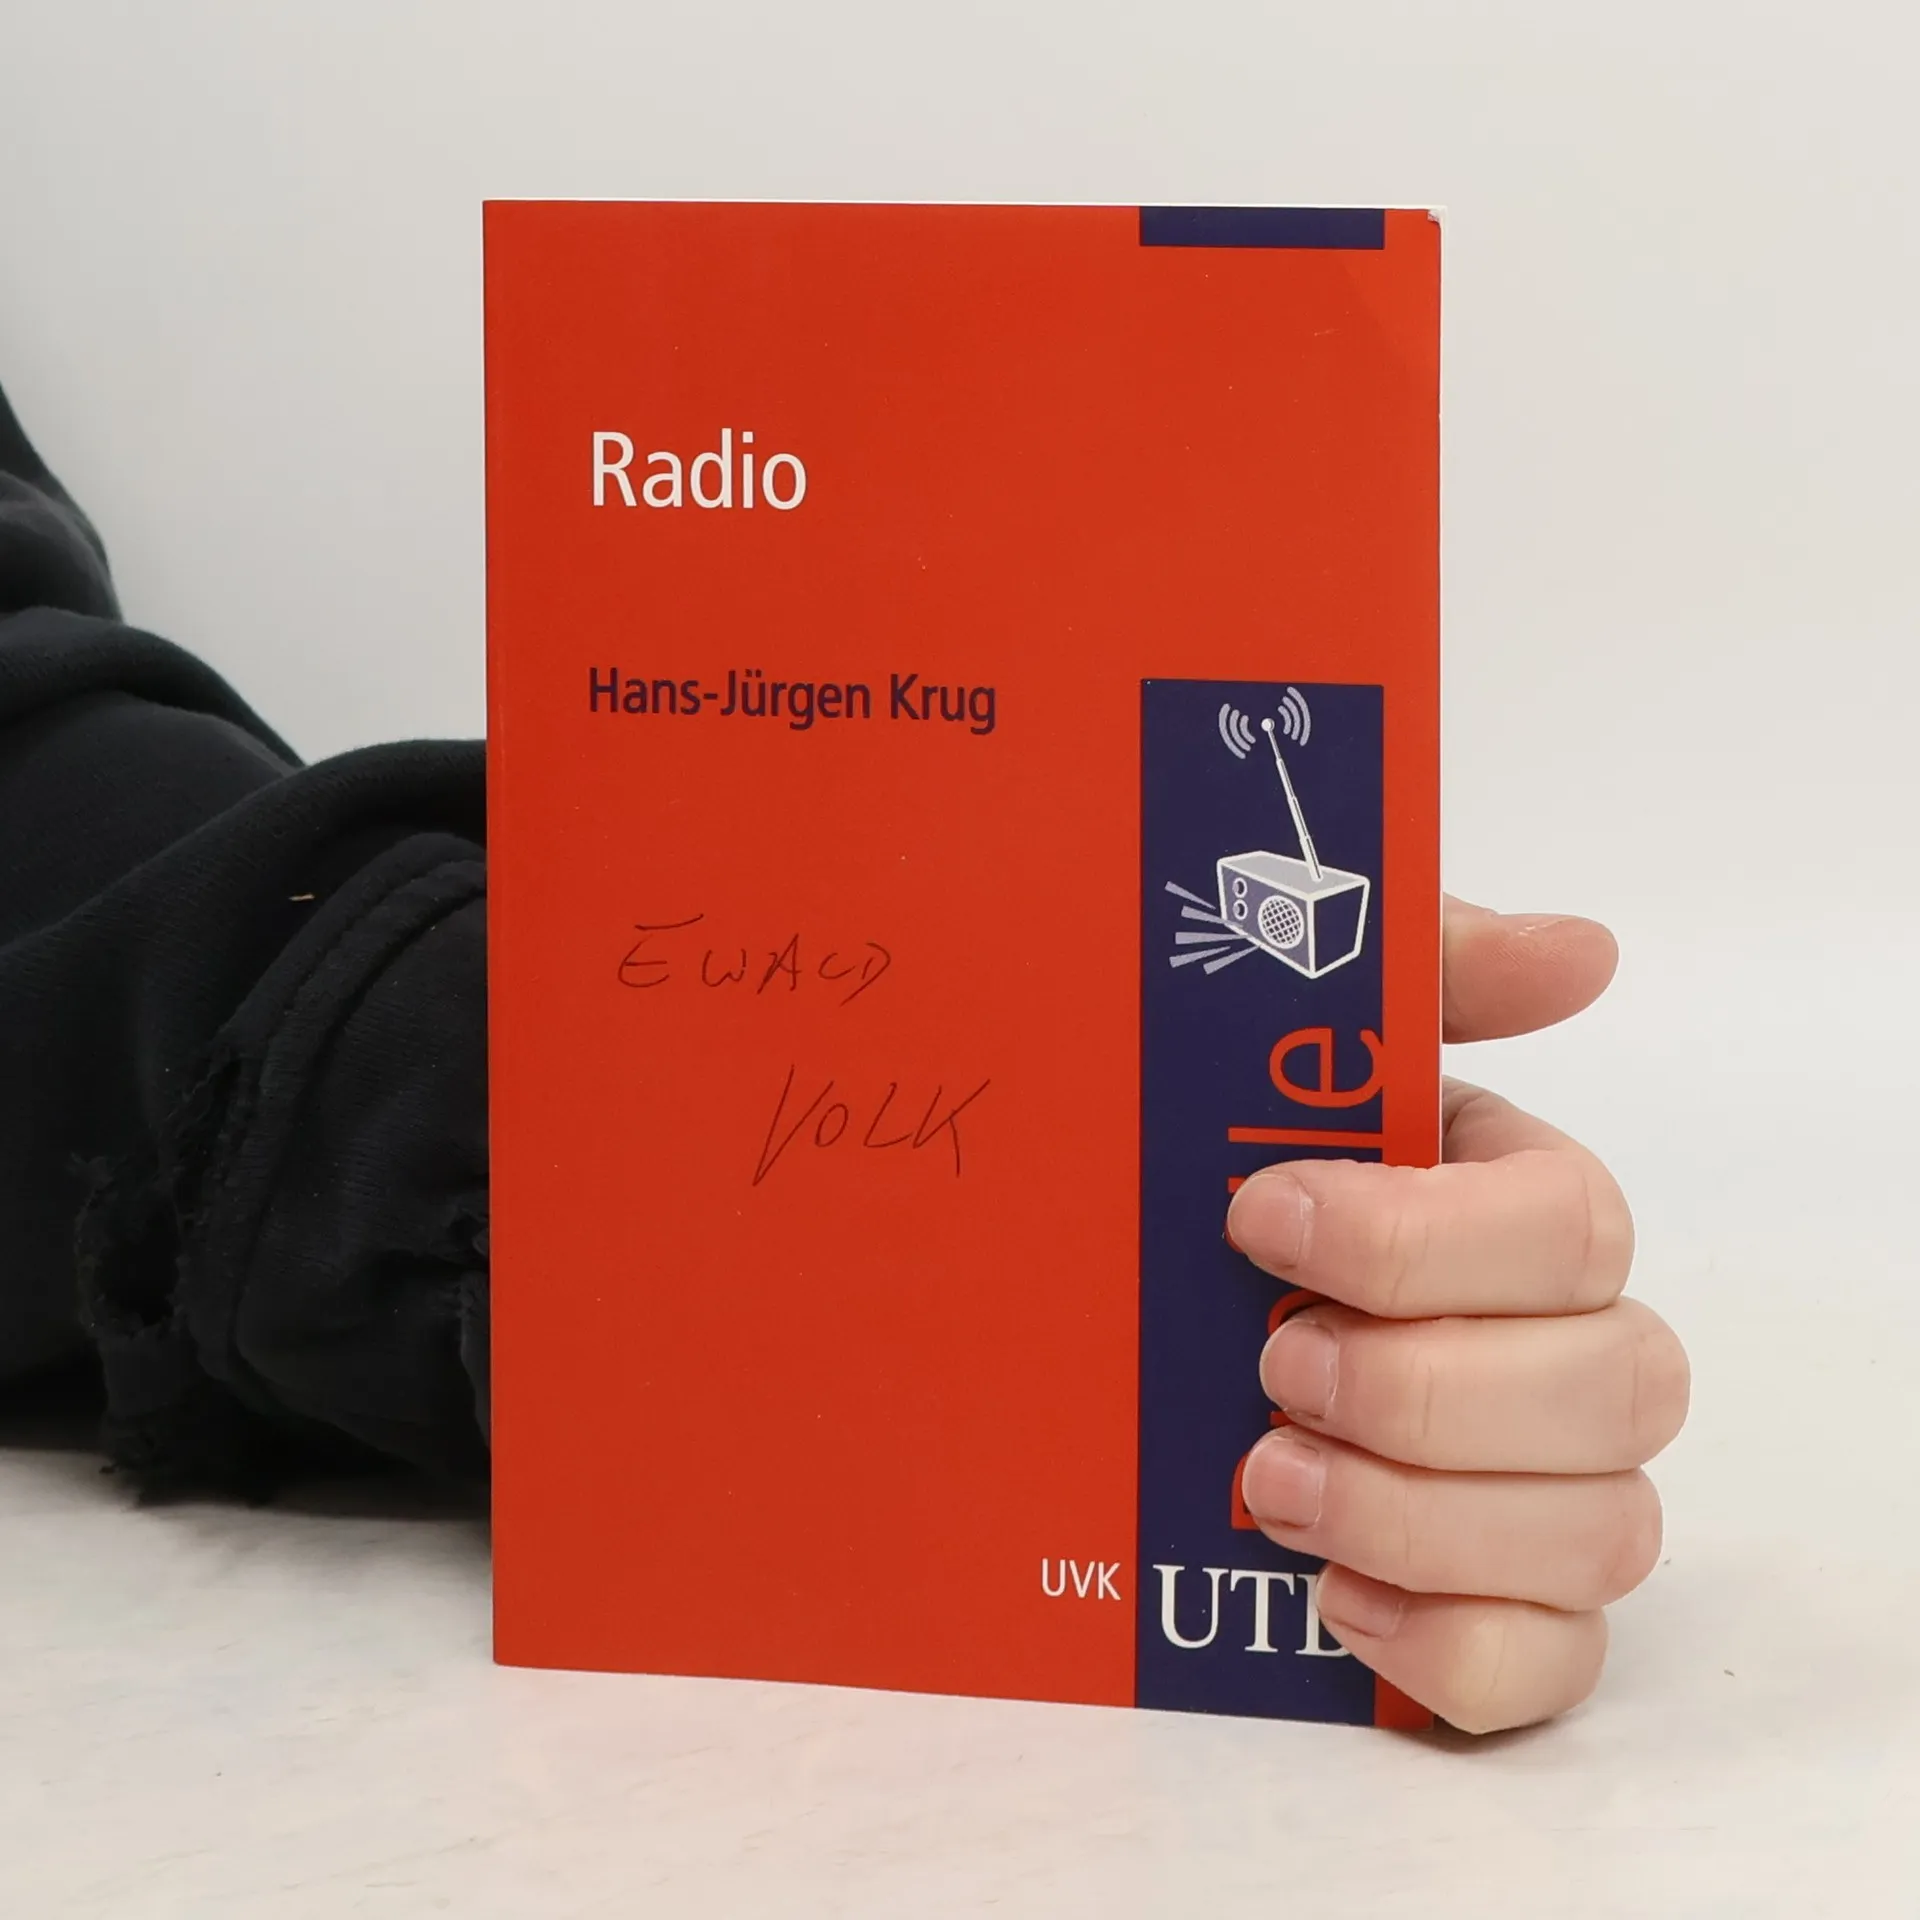 Radio
Hans-Jürgen Krug
EWALD
VOLK
UVK